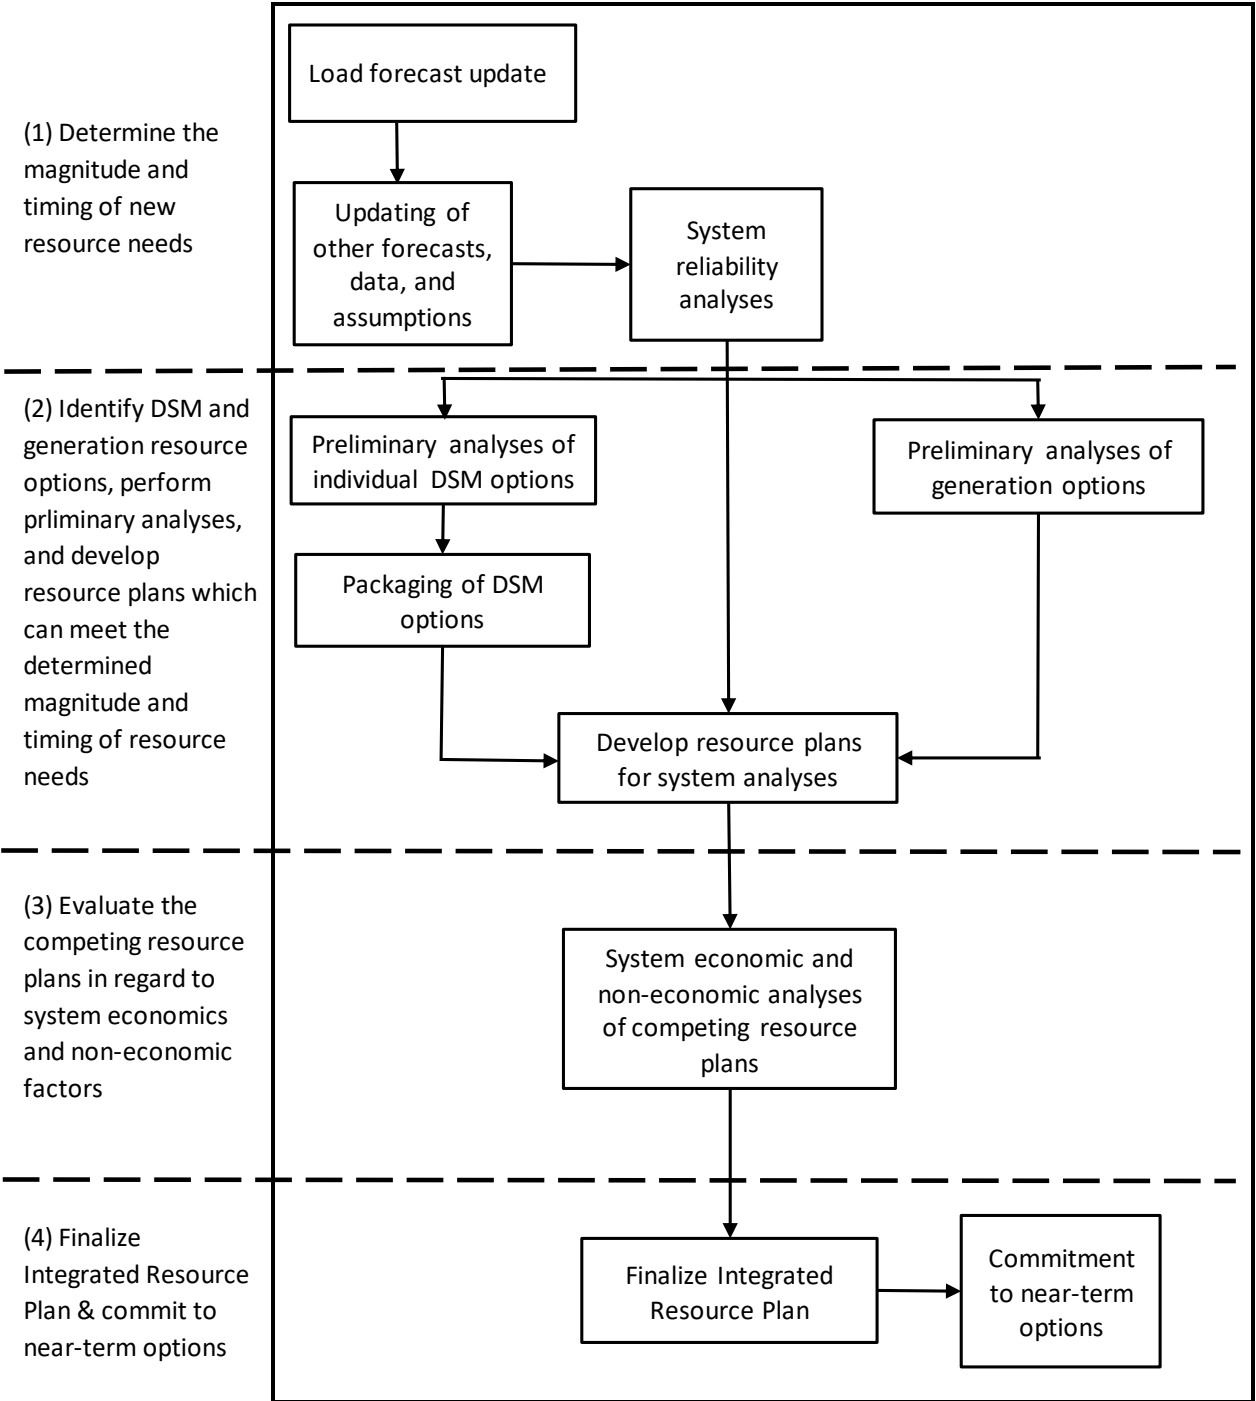 Load forecast update
(1) Determine the
magnitude and
timing of new
resource needs
Updating of
other forecasts,
data, and
assumptions
System
reliability
analyses
(2) Identify DSM and
generation resource
options, perform
prliminary analyses,
and develop
resource plans which
can meet the
determined
magnitude and
timing of resource
needs
Preliminary analyses of
individual DSM options
Preliminary analyses of
generation options
Packaging of DSM
options
Develop resource plans
for system analyses
(3) Evaluate the
competing resource
plans in regard to
system economics
and non-economic
factors
System economic and
non-economic analyses
of competing resource
plans
(4) Finalize
Integrated Resource
Plan & commit to
near-term options
Finalize Integrated
Resource Plan
Commitment
to near-term
options